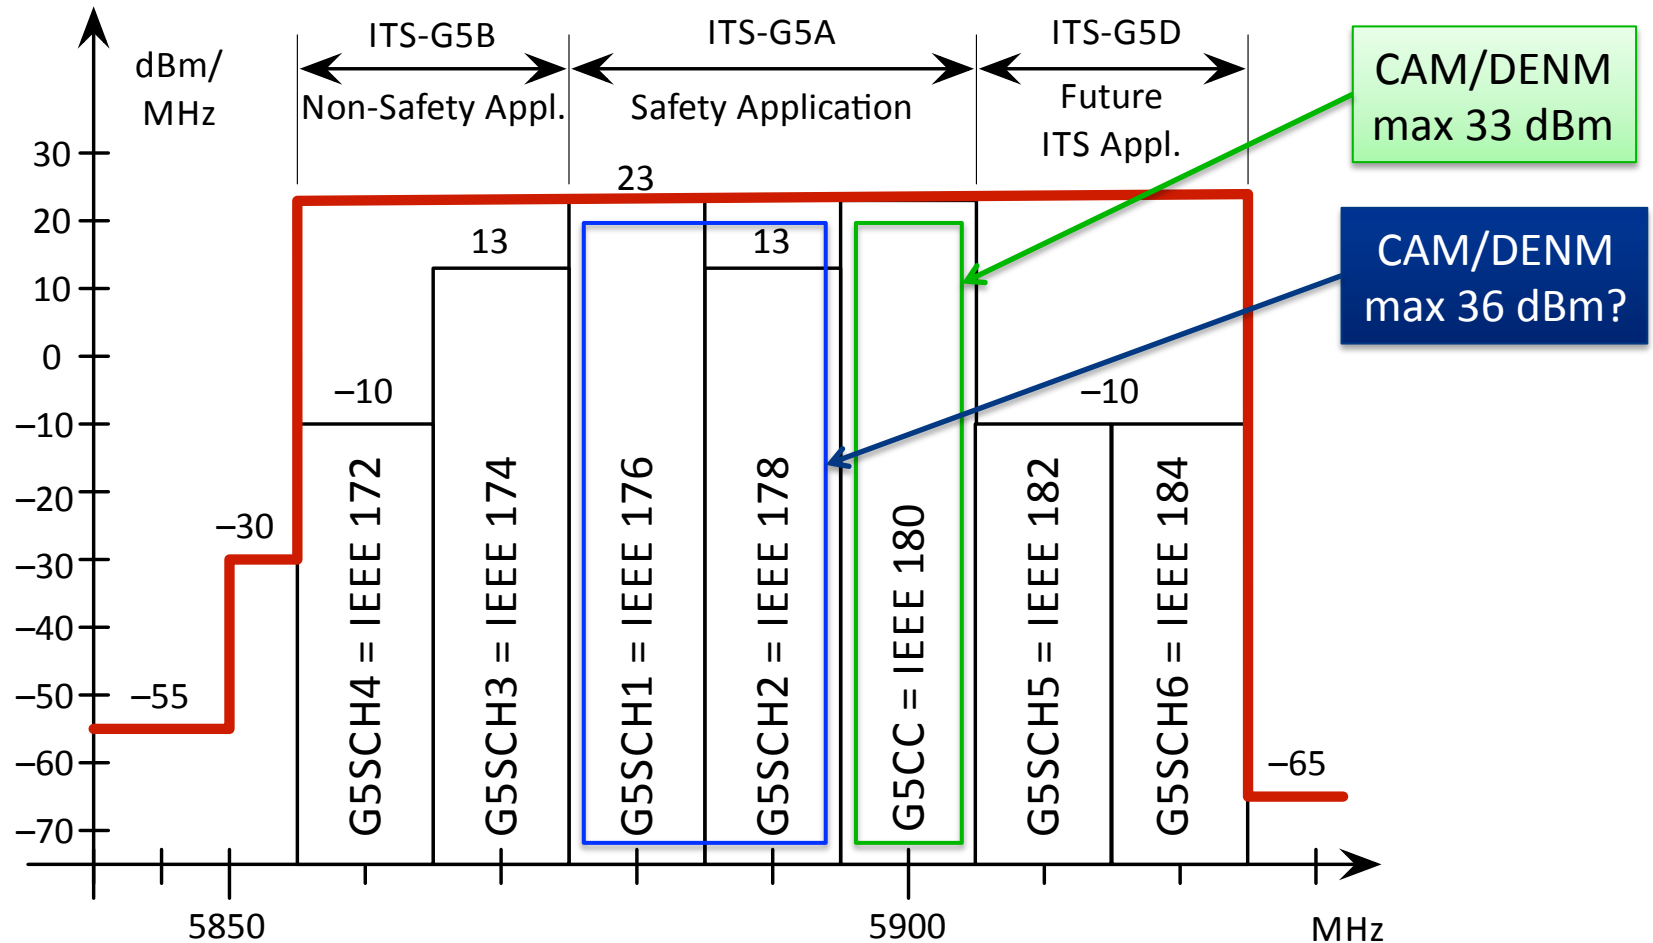 dBm/
MHz
ITS-G5B
Non-Safety Appl.
ITS-G5A
Safety Application
ITS-G5D
Future
ITS Appl.
CAM/DENM
max 33 dBm
CAM/DENM
max 36 dBm?
30
20
10
0
−10
−20
−30
−40
−50
−60
−70
−55
−30
−10
13
23
13
−10
−65
G5SCH4 = IEEE 172
G5SCH3 = IEEE 174
G5SCH1 = IEEE 176
G5SCH2 = IEEE 178
G5CC = IEEE 180
G5SCH5 = IEEE 182
G5SCH6 = IEEE 184
5850
5900
MHz